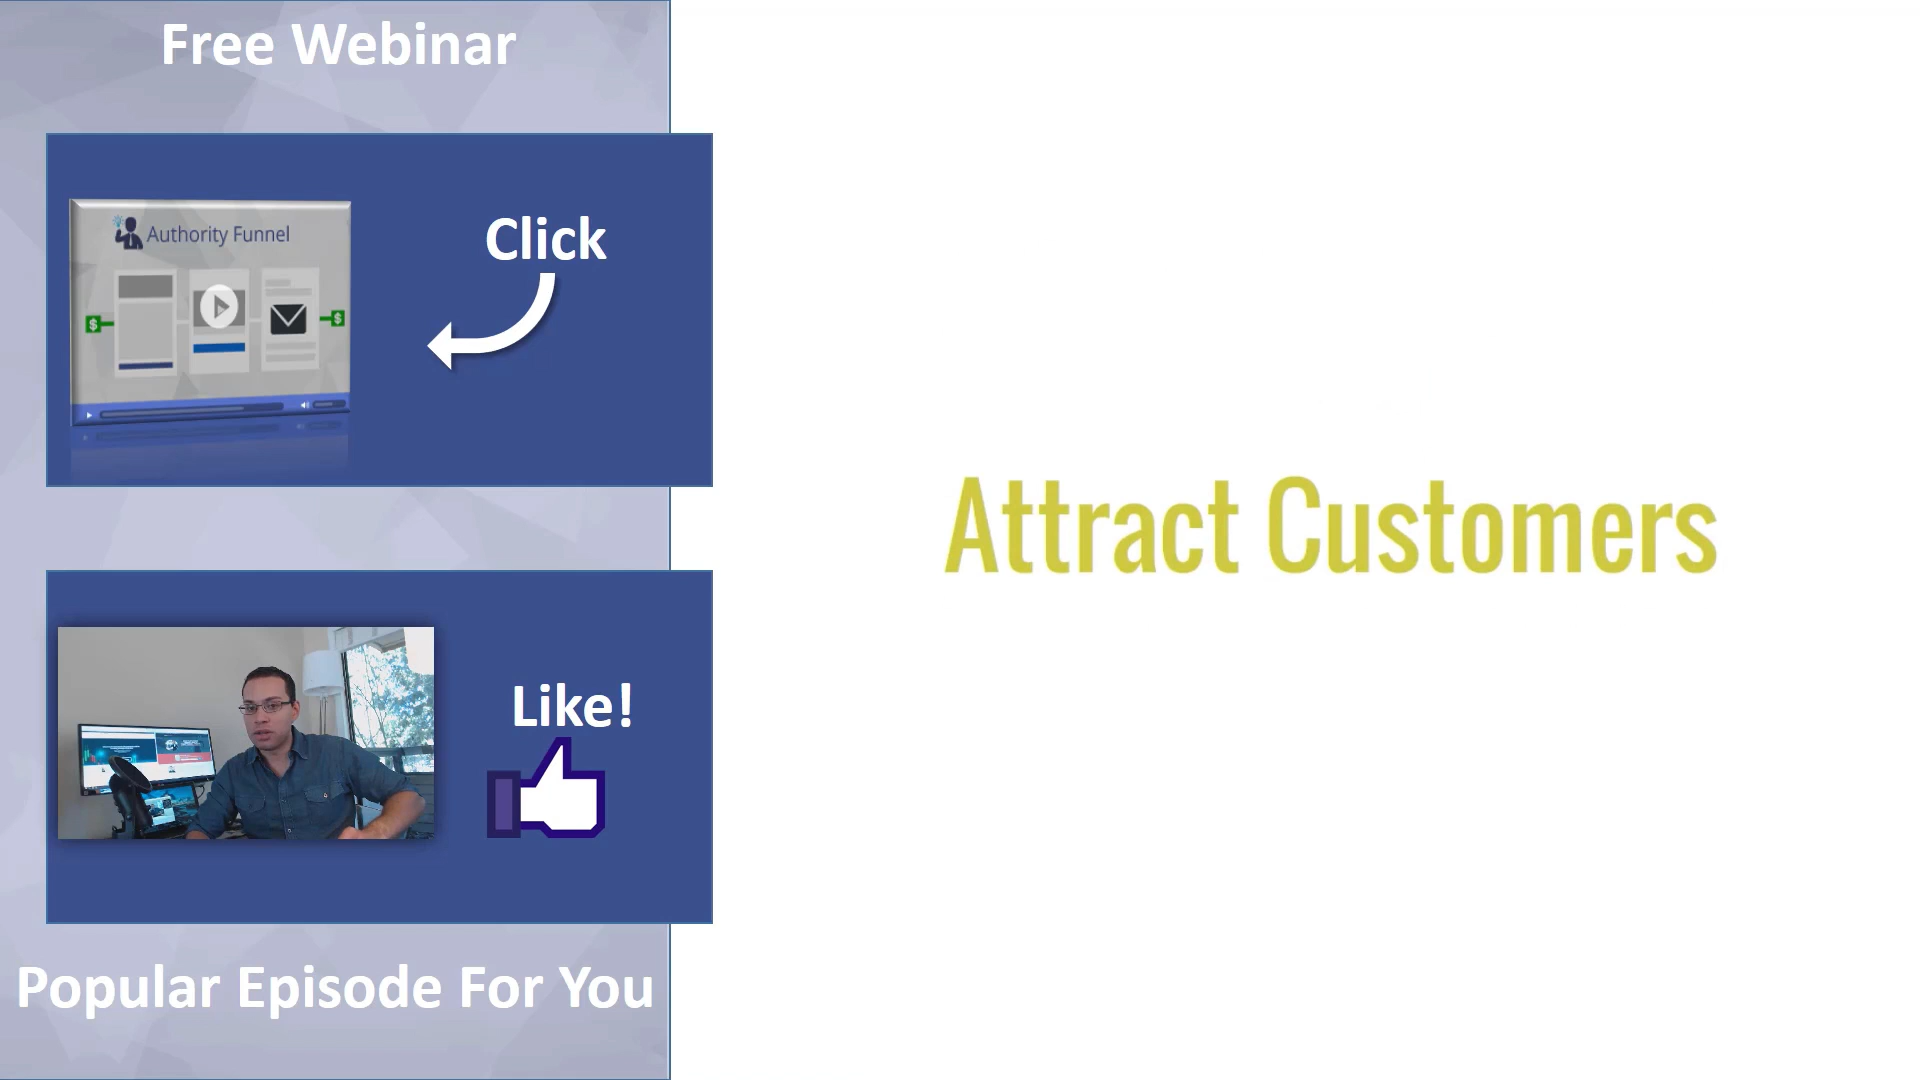 Free Webinar
Authority Funnel
Click
Attract Customers
Like!
Popular Episode For You